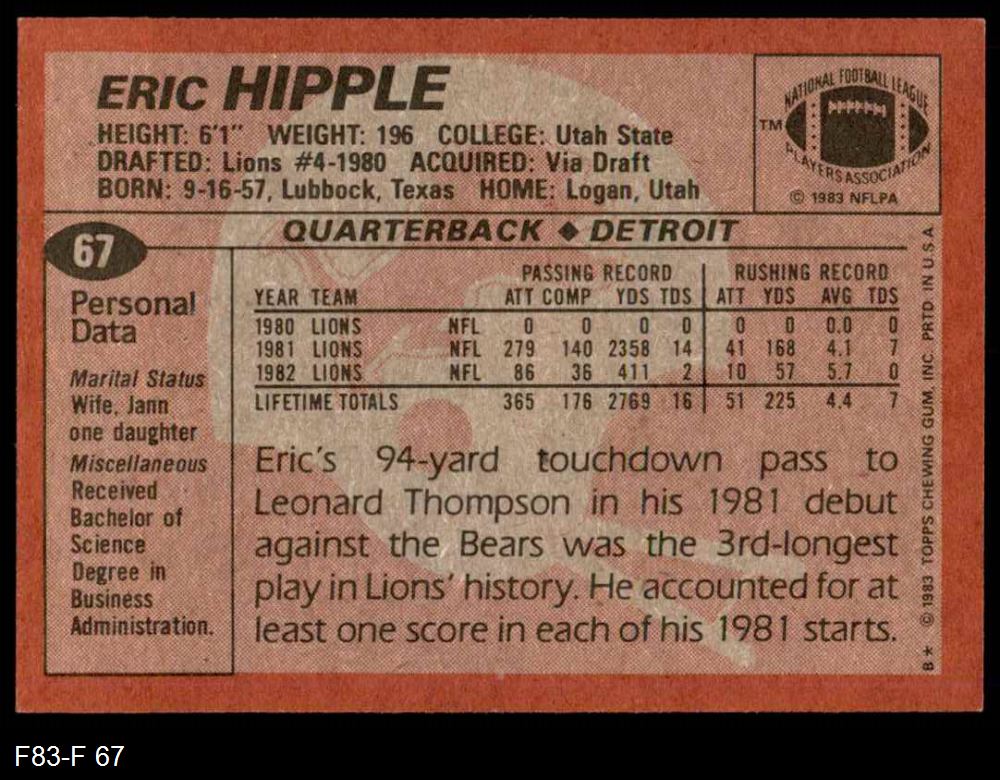 ERIC HIPPLE
HEIGHT: 6'1" WEIGHT: 196 COLLEGE: Utah State
DRAFTED: Lions #4-1980 ACQUIRED: Via Draft
BORN: 9-16-57, Lubbock, Texas HOME: Logan, Utah
NATIONAL FOOTBALL LEAGUE
TM
PLAYERS ASSOCIATION
© 1983 NFLPA
67
QUARTERBACK ◆ DETROIT
Personal
Data
Marital Status
Wife, Jann
one daughter
Miscellaneous
Received
Bachelor of
Science
Degree in
Business
Administration.
PASSING RECORD RUSHING RECORD
YEAR TEAM ATT COMP YDS TDS ATT YDS AVG TDS
1980 LIONS NFL 0 0 0 0 0 0 0.0 0
1981 LIONS NFL 279 140 2358 14 41 168 4.1 7
1982 LIONS NFL 86 36 411 2 10 57 5.7 0
LIFETIME TOTALS 365 176 2769 16 51 225 4.4 7
Eric's 94-yard touchdown pass to
Leonard Thompson in his 1981 debut
against the Bears was the 3rd-longest
play in Lions' history. He accounted for at
least one score in each of his 1981 starts.
B* © 1983 TOPPS CHEWING GUM, INC. PRTD. IN U.S.A.
F83-F 67